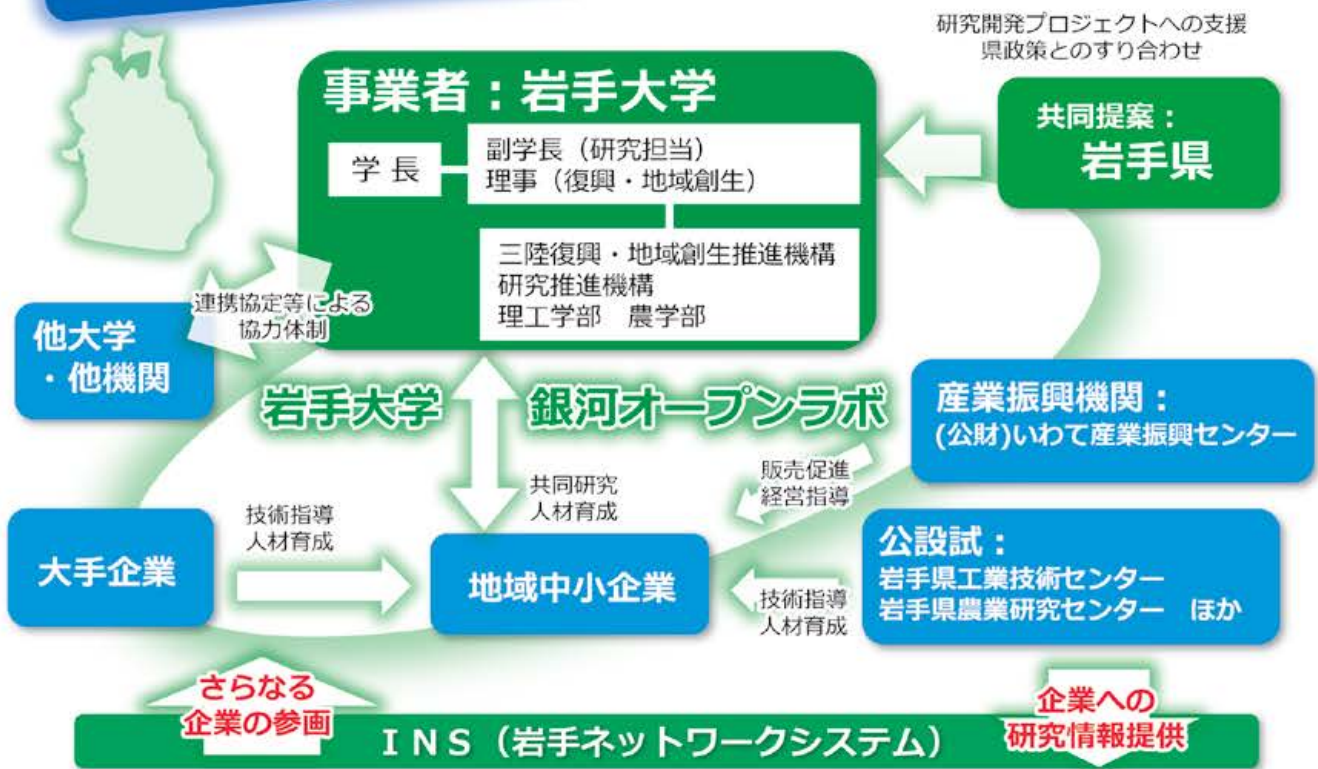 研究開発プロジェクトへの支援
県政策とのすり合わせ
事業者：岩手大学
学 長
副学長（研究担当）
理事（復興・地域創生）
三陸復興・地域創生推進機構
研究推進機構
理工学部　農学部
共同提案：
岩手県
連携協定等による
協力体制
他大学
・他機関
岩手大学
銀河オープンラボ
産業振興機関：
(公財)いわて産業振興センター
販売促進
経営指導
共同研究
人材育成
技術指導
人材育成
大手企業
地域中小企業
技術指導
人材育成
公設試：
岩手県工業技術センター
岩手県農業研究センター　ほか
さらなる
企業の参画
ＩＮＳ（岩手ネットワークシステム）
企業への
研究情報提供